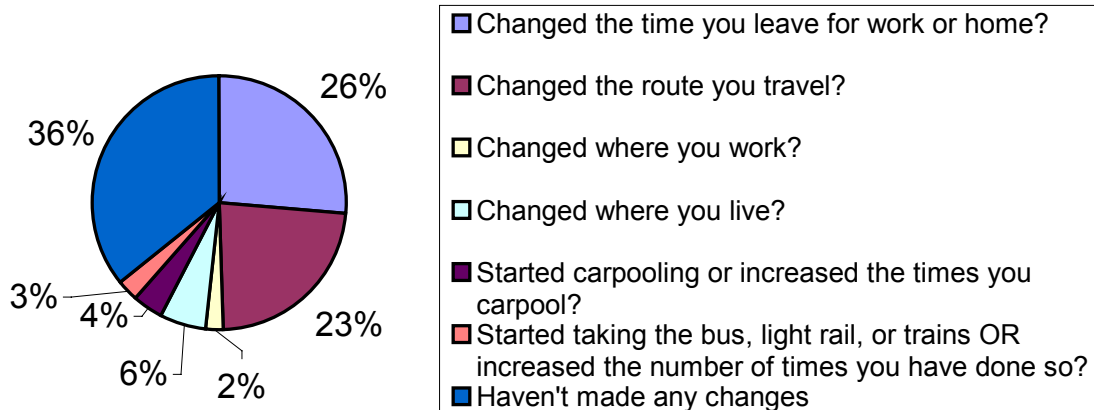 26%
36%
3%
4%
6%
2%
23%
Changed the time you leave for work or home?
Changed the route you travel?
Changed where you work?
Changed where you live?
Started carpooling or increased the times you
carpool?
Started taking the bus, light rail, or trains OR
increased the number of times you have done so?
Haven't made any changes